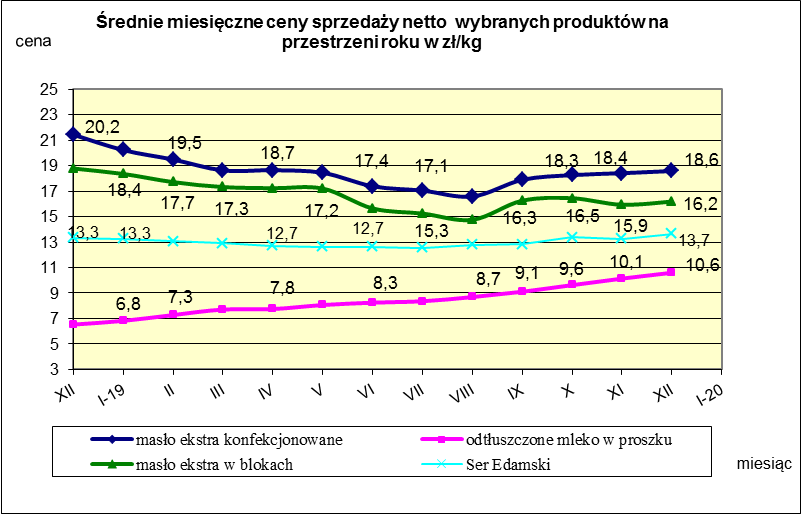 Średnie miesięczne ceny sprzedaży netto wybranych produktów na
przestrzeni roku w zł/kg
cena
25
23
21
19
17
15
13
11
9
7
5
3
20,2 19,5 18,7 17,4 17,1 18,3 18,4 18,6
18,4 17,7 17,3 17,2 15,3 16,3 16,5 15,9 16,2
13,3 13,3 12,7 12,7 13,7
6,8 7,3 7,8 8,3 8,7 9,1 9,6 10,1 10,6
XII I-19 II III IV V VI VII VIII IX X XI XII I-20
masło ekstra konfekcjonowane odtłuszczone mleko w proszku
masło ekstra w blokach Ser Edamski
miesiąc